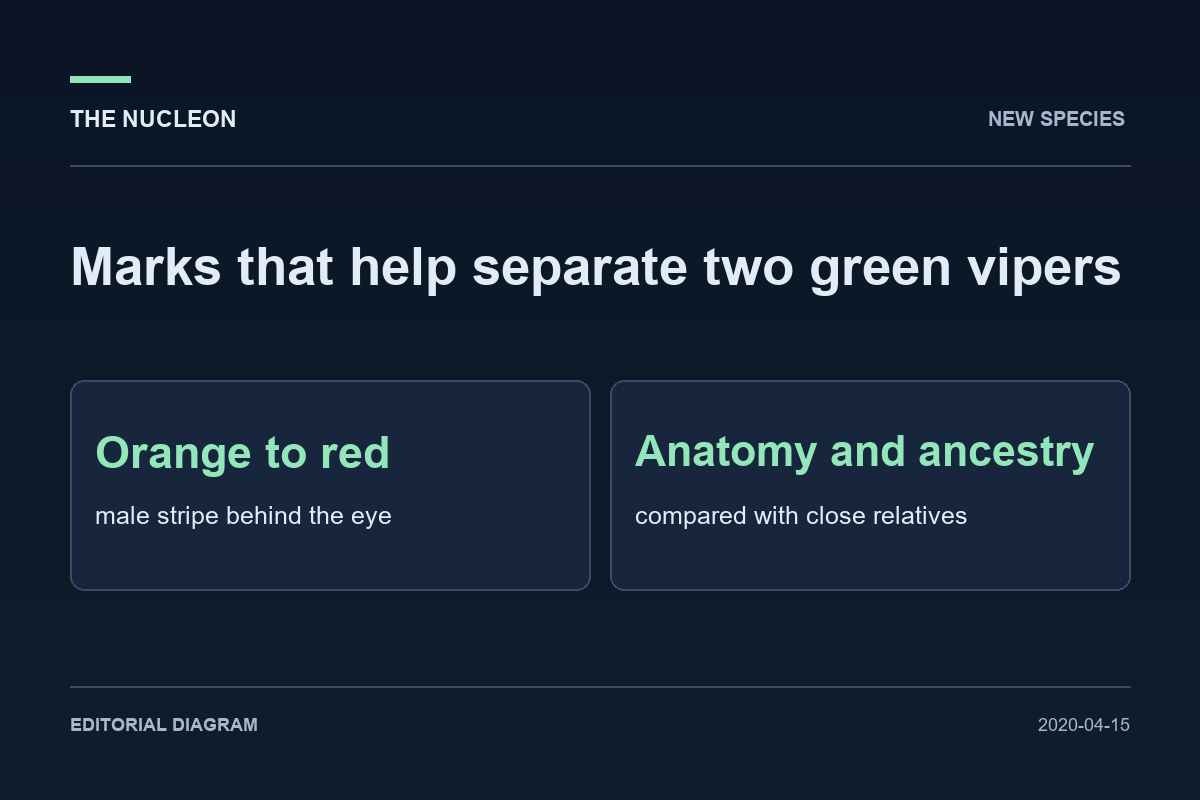 THE NUCLEON
NEW SPECIES
Marks that help separate two green vipers
Orange to red
male stripe behind the eye
Anatomy and ancestry
compared with close relatives
EDITORIAL DIAGRAM
2020-04-15